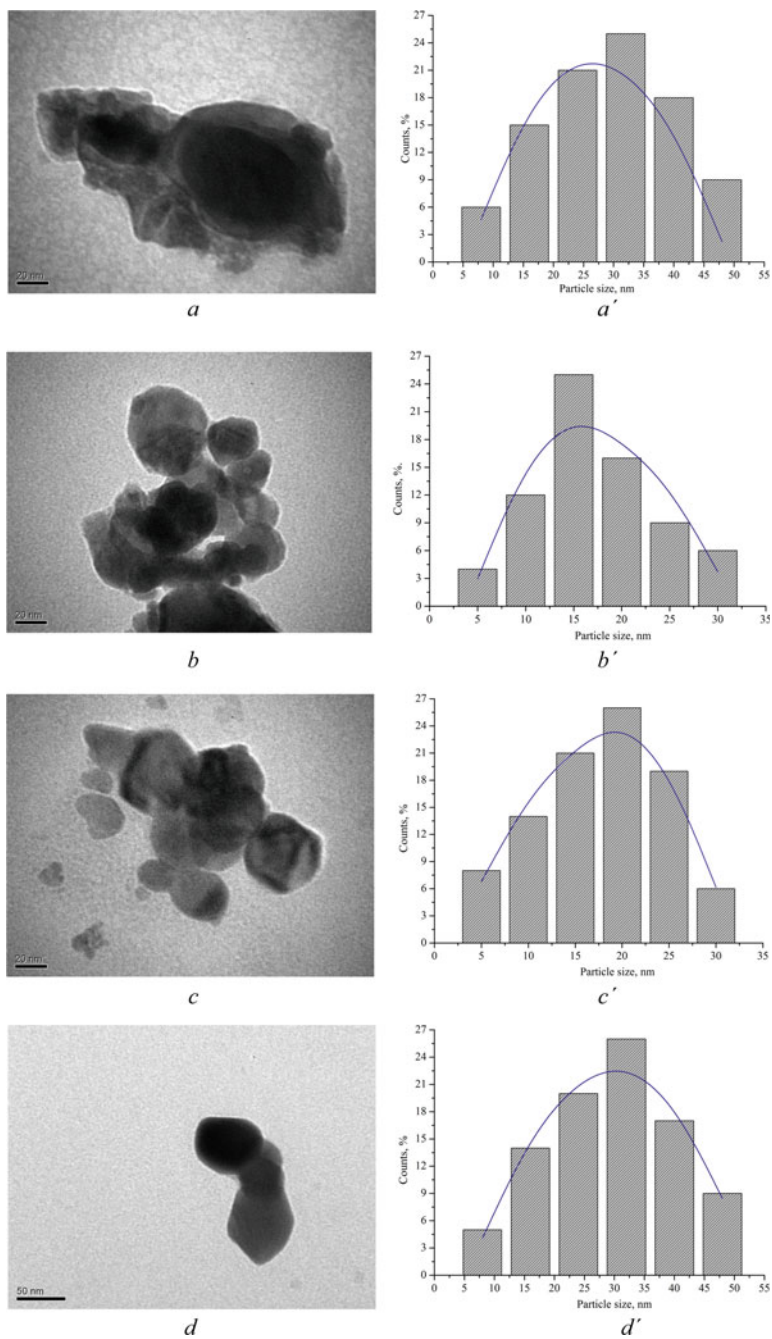 20 nm
a
27
24
21
18
15
12
9
6
3
0
Counts, %
0 5 10 15 20 25 30 35 40 45 50 55
Particle size, nm
a´
20 nm
b
27
24
21
18
15
12
9
6
3
0
Counts, %.
0 5 10 15 20 25 30 35
Particle size, nm
b´
20 nm
c
27
24
21
18
15
12
9
6
3
0
Counts, %
0 5 10 15 20 25 30 35
Particle size, nm
c´
50 nm
d
27
24
21
18
15
12
9
6
3
0
Counts, %
0 5 10 15 20 25 30 35 40 45 50 55
Particle size, nm
d´